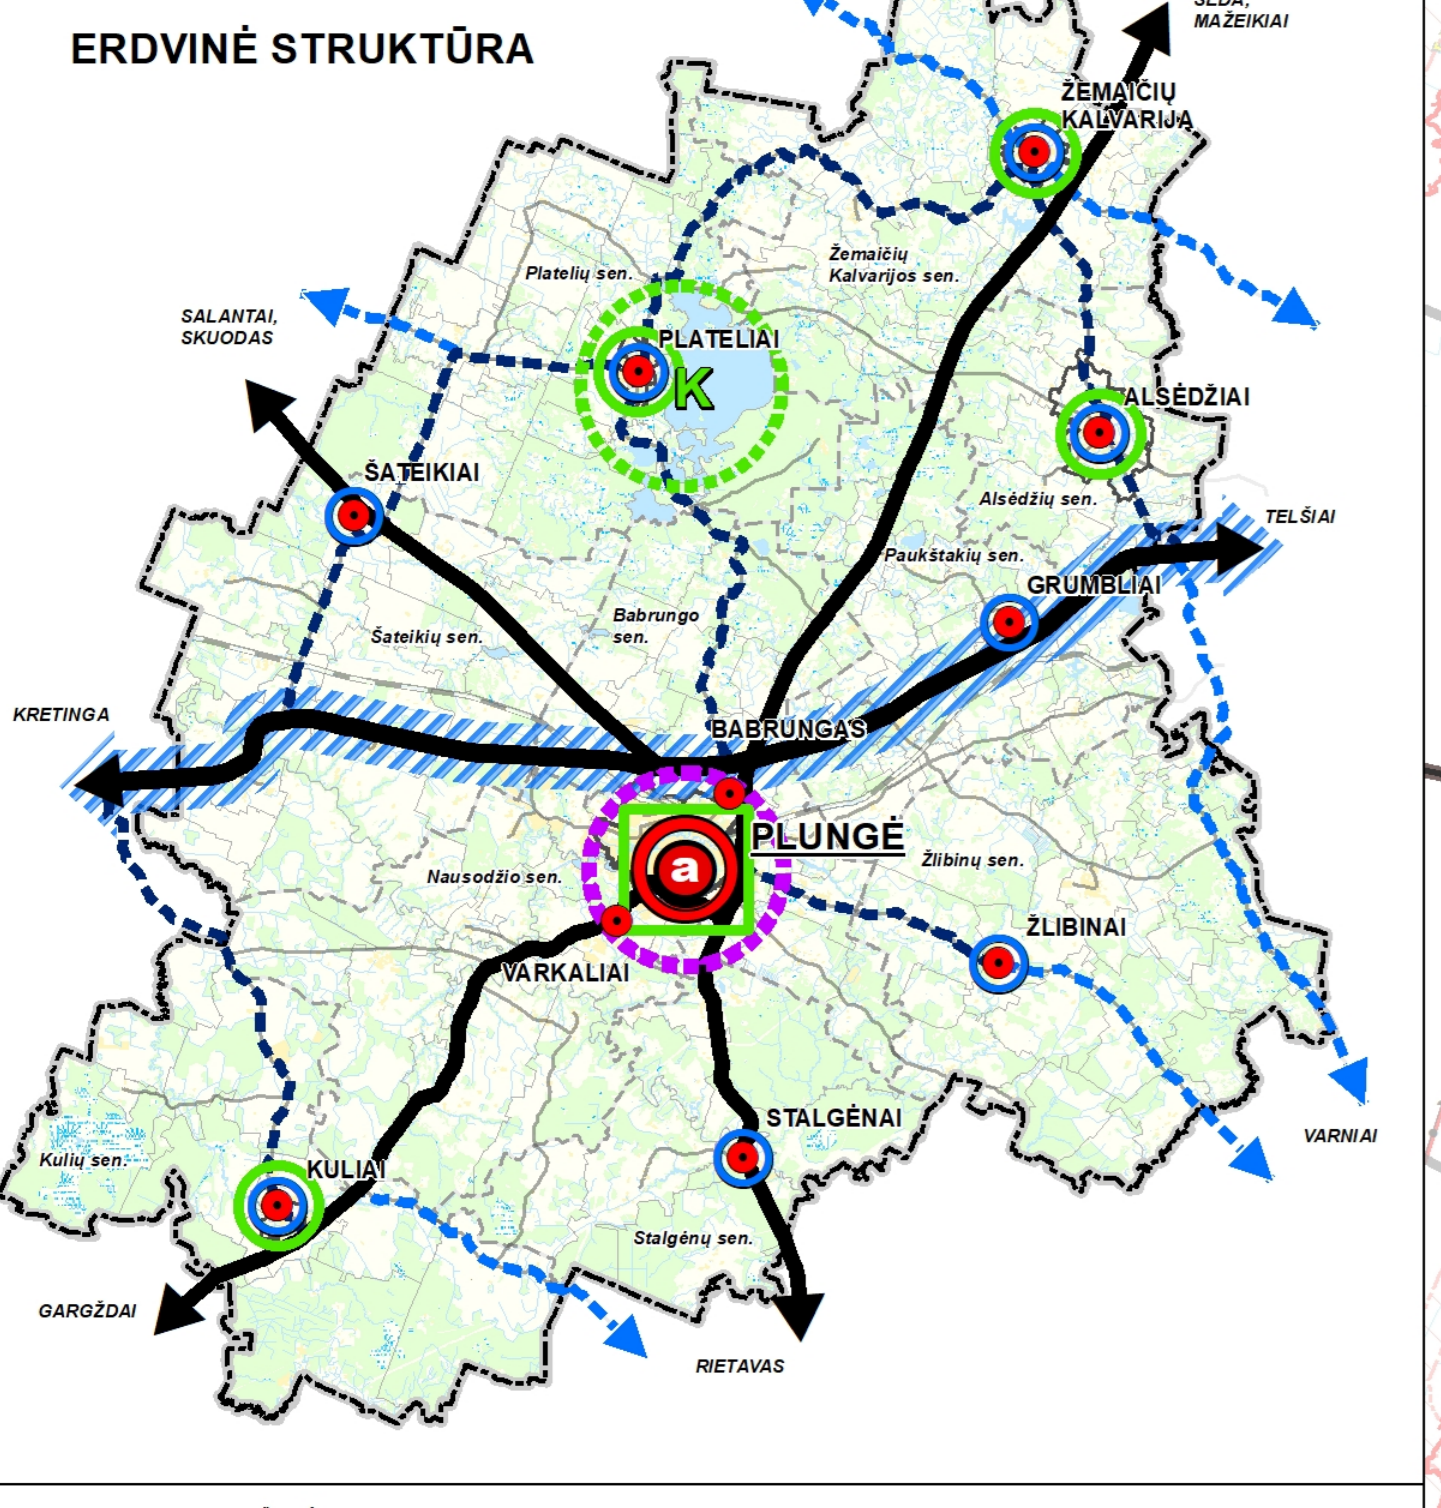 SEDA,
MAŽEIKIAI
ERDVINĖ STRUKTŪRA
ŽEMAIČIŲ
KALVARIJA
Žemaičių
Kalvarijos sen.
Platelių sen.
SALANTAI,
SKUODAS
PLATELIAI
K
ALSĖDŽIAI
ŠATEIKIAI
Alsėdžių sen.
TELŠIAI
Paukštakių sen.
GRUMBLIAI
Babrungo
sen.
Šateikių sen.
KRETINGA
BABRUNGAS
PLUNGĖ
a
Žlibinų sen.
Nausodžio sen.
ŽLIBINAI
VARKALIAI
STALGĖNAI
VARNIAI
Kulių sen.
KULIAI
Stalgėnų sen.
GARGŽDAI
RIETAVAS